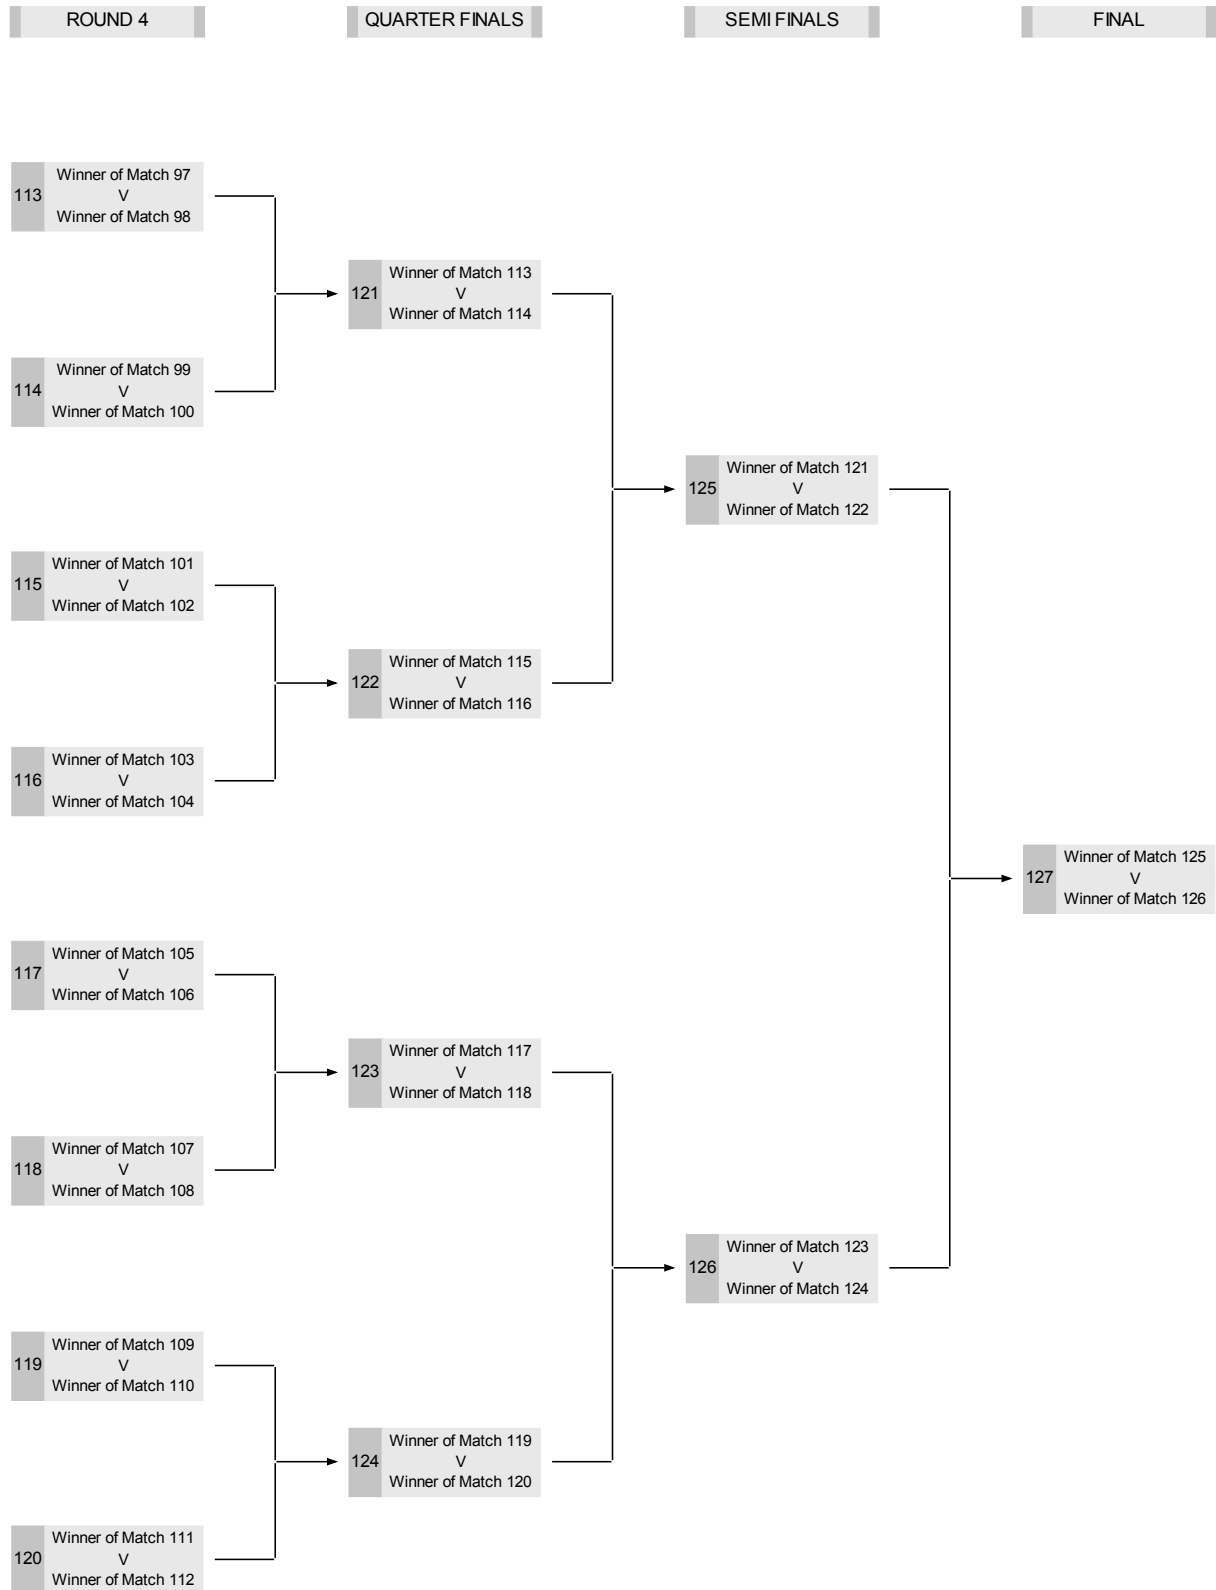 ROUND 4
QUARTER FINALS
SEMI FINALS
FINAL
113
Winner of Match 97
V
Winner of Match 98
114
Winner of Match 99
V
Winner of Match 100
115
Winner of Match 101
V
Winner of Match 102
116
Winner of Match 103
V
Winner of Match 104
117
Winner of Match 105
V
Winner of Match 106
118
Winner of Match 107
V
Winner of Match 108
119
Winner of Match 109
V
Winner of Match 110
120
Winner of Match 111
V
Winner of Match 112
121
Winner of Match 113
V
Winner of Match 114
122
Winner of Match 115
V
Winner of Match 116
123
Winner of Match 117
V
Winner of Match 118
124
Winner of Match 119
V
Winner of Match 120
125
Winner of Match 121
V
Winner of Match 122
126
Winner of Match 123
V
Winner of Match 124
127
Winner of Match 125
V
Winner of Match 126